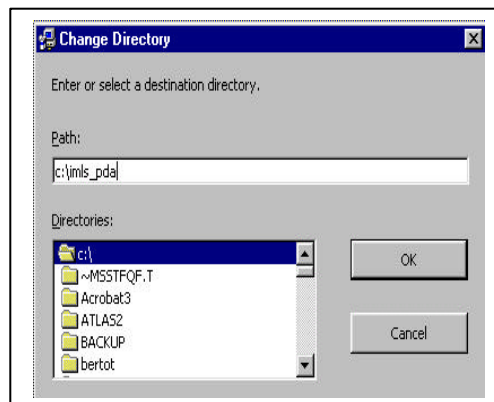 Change Directory
Enter or select a destination directory.
Path:
c:\imls_pda
Directories:
c:\
~MSSTFQF.T
Acrobat3
ATLAS2
BACKUP
bertot
OK
Cancel